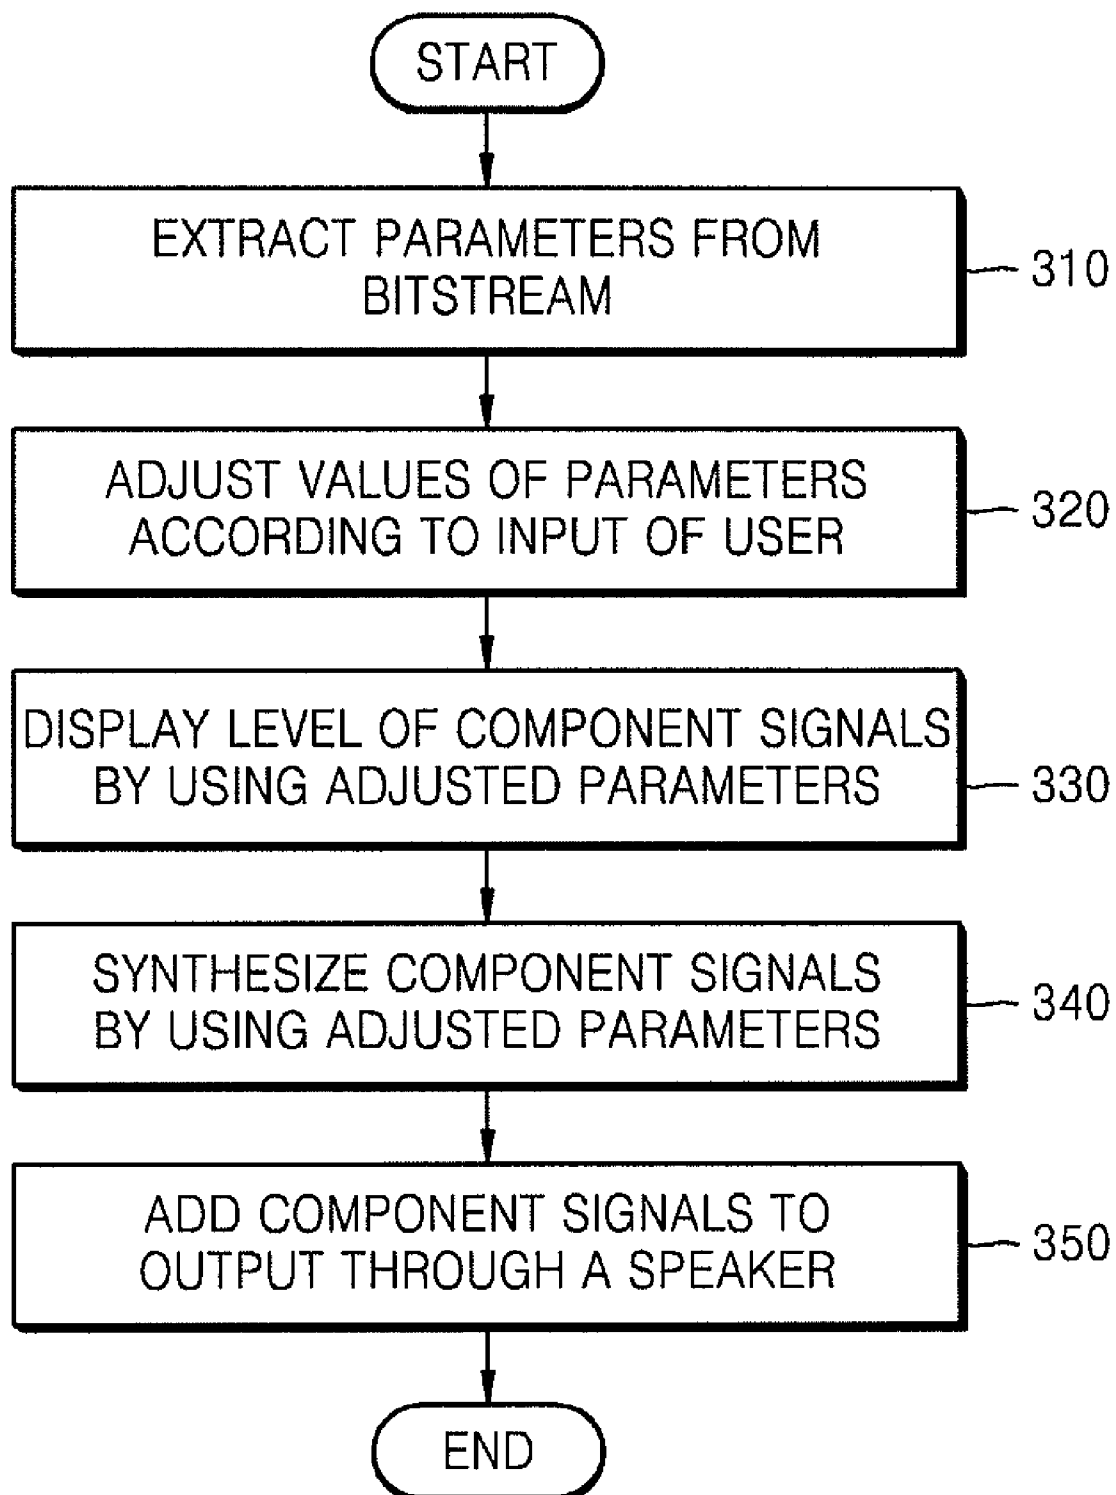 START
EXTRACT PARAMETERS FROM
BITSTREAM
310
ADJUST VALUES OF PARAMETERS
ACCORDING TO INPUT OF USER
320
DISPLAY LEVEL OF COMPONENT SIGNALS
BY USING ADJUSTED PARAMETERS
330
SYNTHESIZE COMPONENT SIGNALS
BY USING ADJUSTED PARAMETERS
340
ADD COMPONENT SIGNALS TO
OUTPUT THROUGH A SPEAKER
350
END